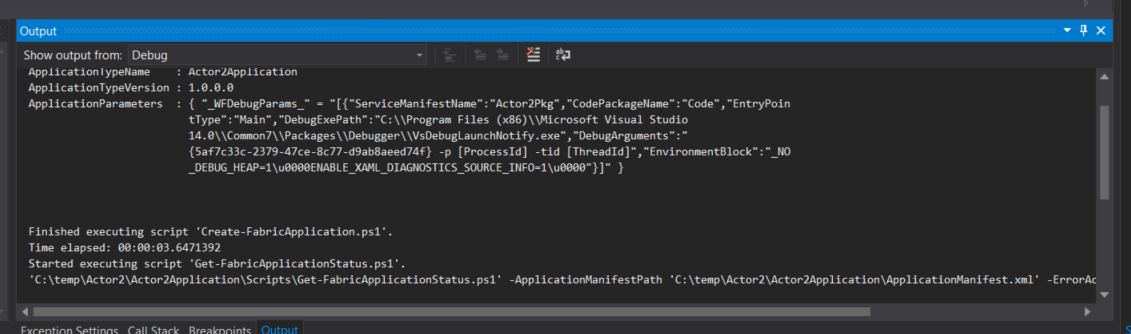 Output
Show output from: Debug
ApplicationTypeName : Actor2Application
ApplicationTypeVersion : 1.0.0.0
ApplicationParameters : { "_WFDebugParams_" = "[{"ServiceManifestName":"Actor2Pkg","CodePackageName":"Code","EntryPoin
tType":"Main","DebugExePath":"C:\\Program Files (x86)\\Microsoft Visual Studio
14.0\\Common7\\Packages\\Debugger\\VsDebugLaunchNotify.exe","DebugArguments":"
{5af7c33c-2379-47ce-8c77-d9ab8aeed74f} -p [ProcessId] -tid [ThreadId]","EnvironmentBlock":"_NO
_DEBUG_HEAP=1\u0000ENABLE_XAML_DIAGNOSTICS_SOURCE_INFO=1\u0000"}]" }
Finished executing script 'Create-FabricApplication.ps1'.
Time elapsed: 00:00:03.6471392
Started executing script 'Get-FabricApplicationStatus.ps1'.
'C:\temp\Actor2\Actor2Application\Scripts\Get-FabricApplicationStatus.ps1' -ApplicationManifestPath 'C:\temp\Actor2\Actor2Application\ApplicationManifest.xml' -ErrorAc
Exception Settings Call Stack Breakpoints Output